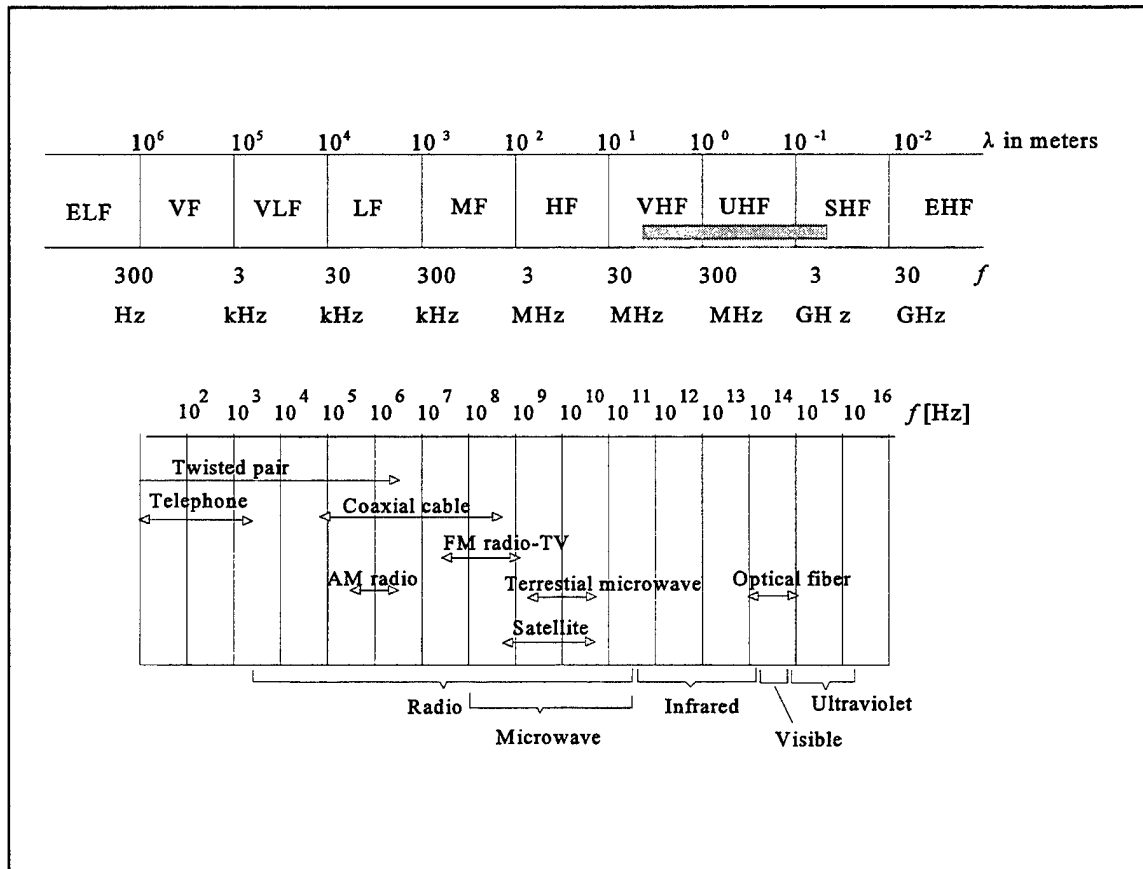 10^6 10^5 10^4 10^3 10^2 10^1 10^0 10^-1 10^-2 λ in meters
ELF VF VLF LF MF HF VHF UHF SHF EHF
300 3 30 300 3 30 300 3 30 f
Hz kHz kHz kHz MHz MHz MHz GH z GHz
10^2 10^3 10^4 10^5 10^6 10^7 10^8 10^9 10^10 10^11 10^12 10^13 10^14 10^15 10^16 f [Hz]
Twisted pair
Telephone Coaxial cable
FM radio-TV
AM radio Terrestial microwave Optical fiber
Satellite
Radio Infrared Ultraviolet
Microwave Visible